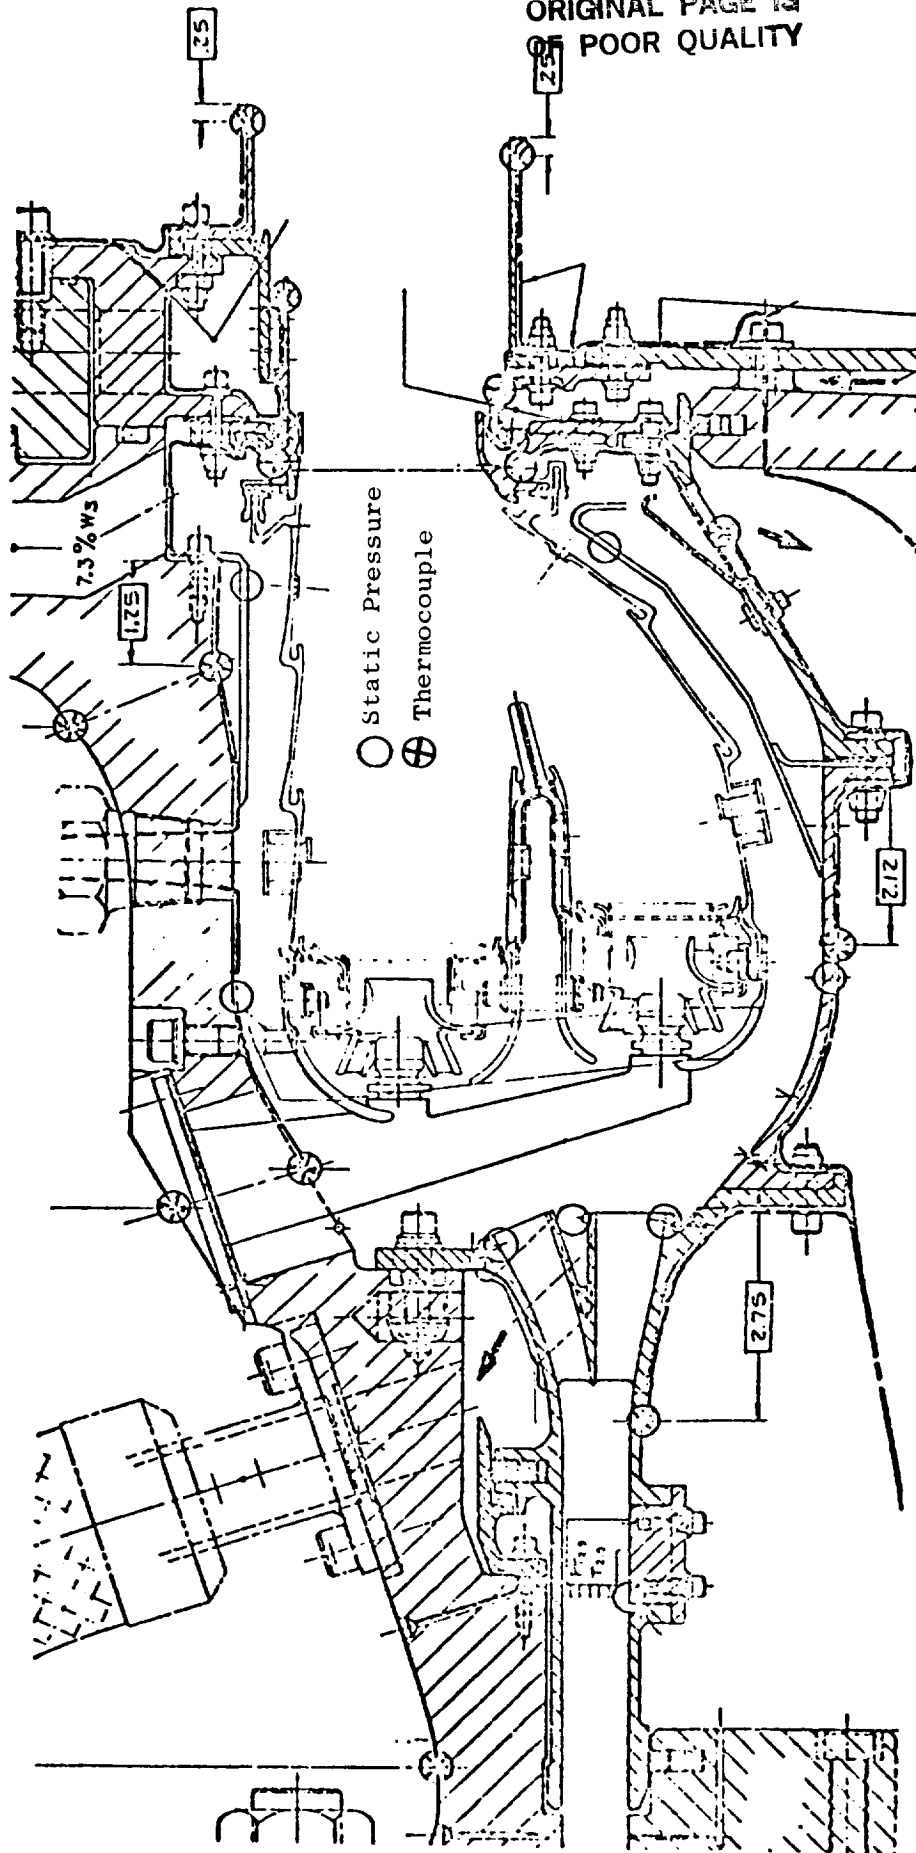 ORIGINAL PAGE IS
OF POOR QUALITY
.25
.25
7.3% W3
1.25
Static Pressure
Thermocouple
2.12
2.75